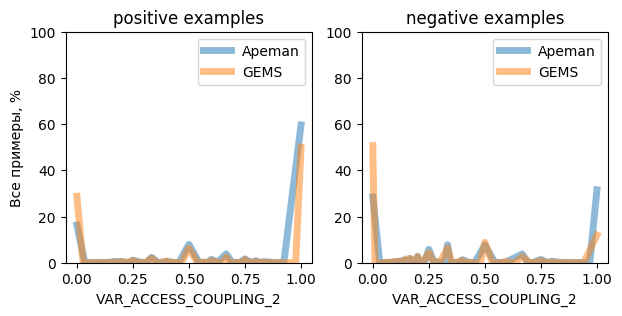 positive examples
negative examples
Все примеры, %
100
80
60
40
20
0
Apeman
GEMS
0.00 0.25 0.50 0.75 1.00
VAR_ACCESS_COUPLING_2
100
80
60
40
20
0
Apeman
GEMS
0.00 0.25 0.50 0.75 1.00
VAR_ACCESS_COUPLING_2